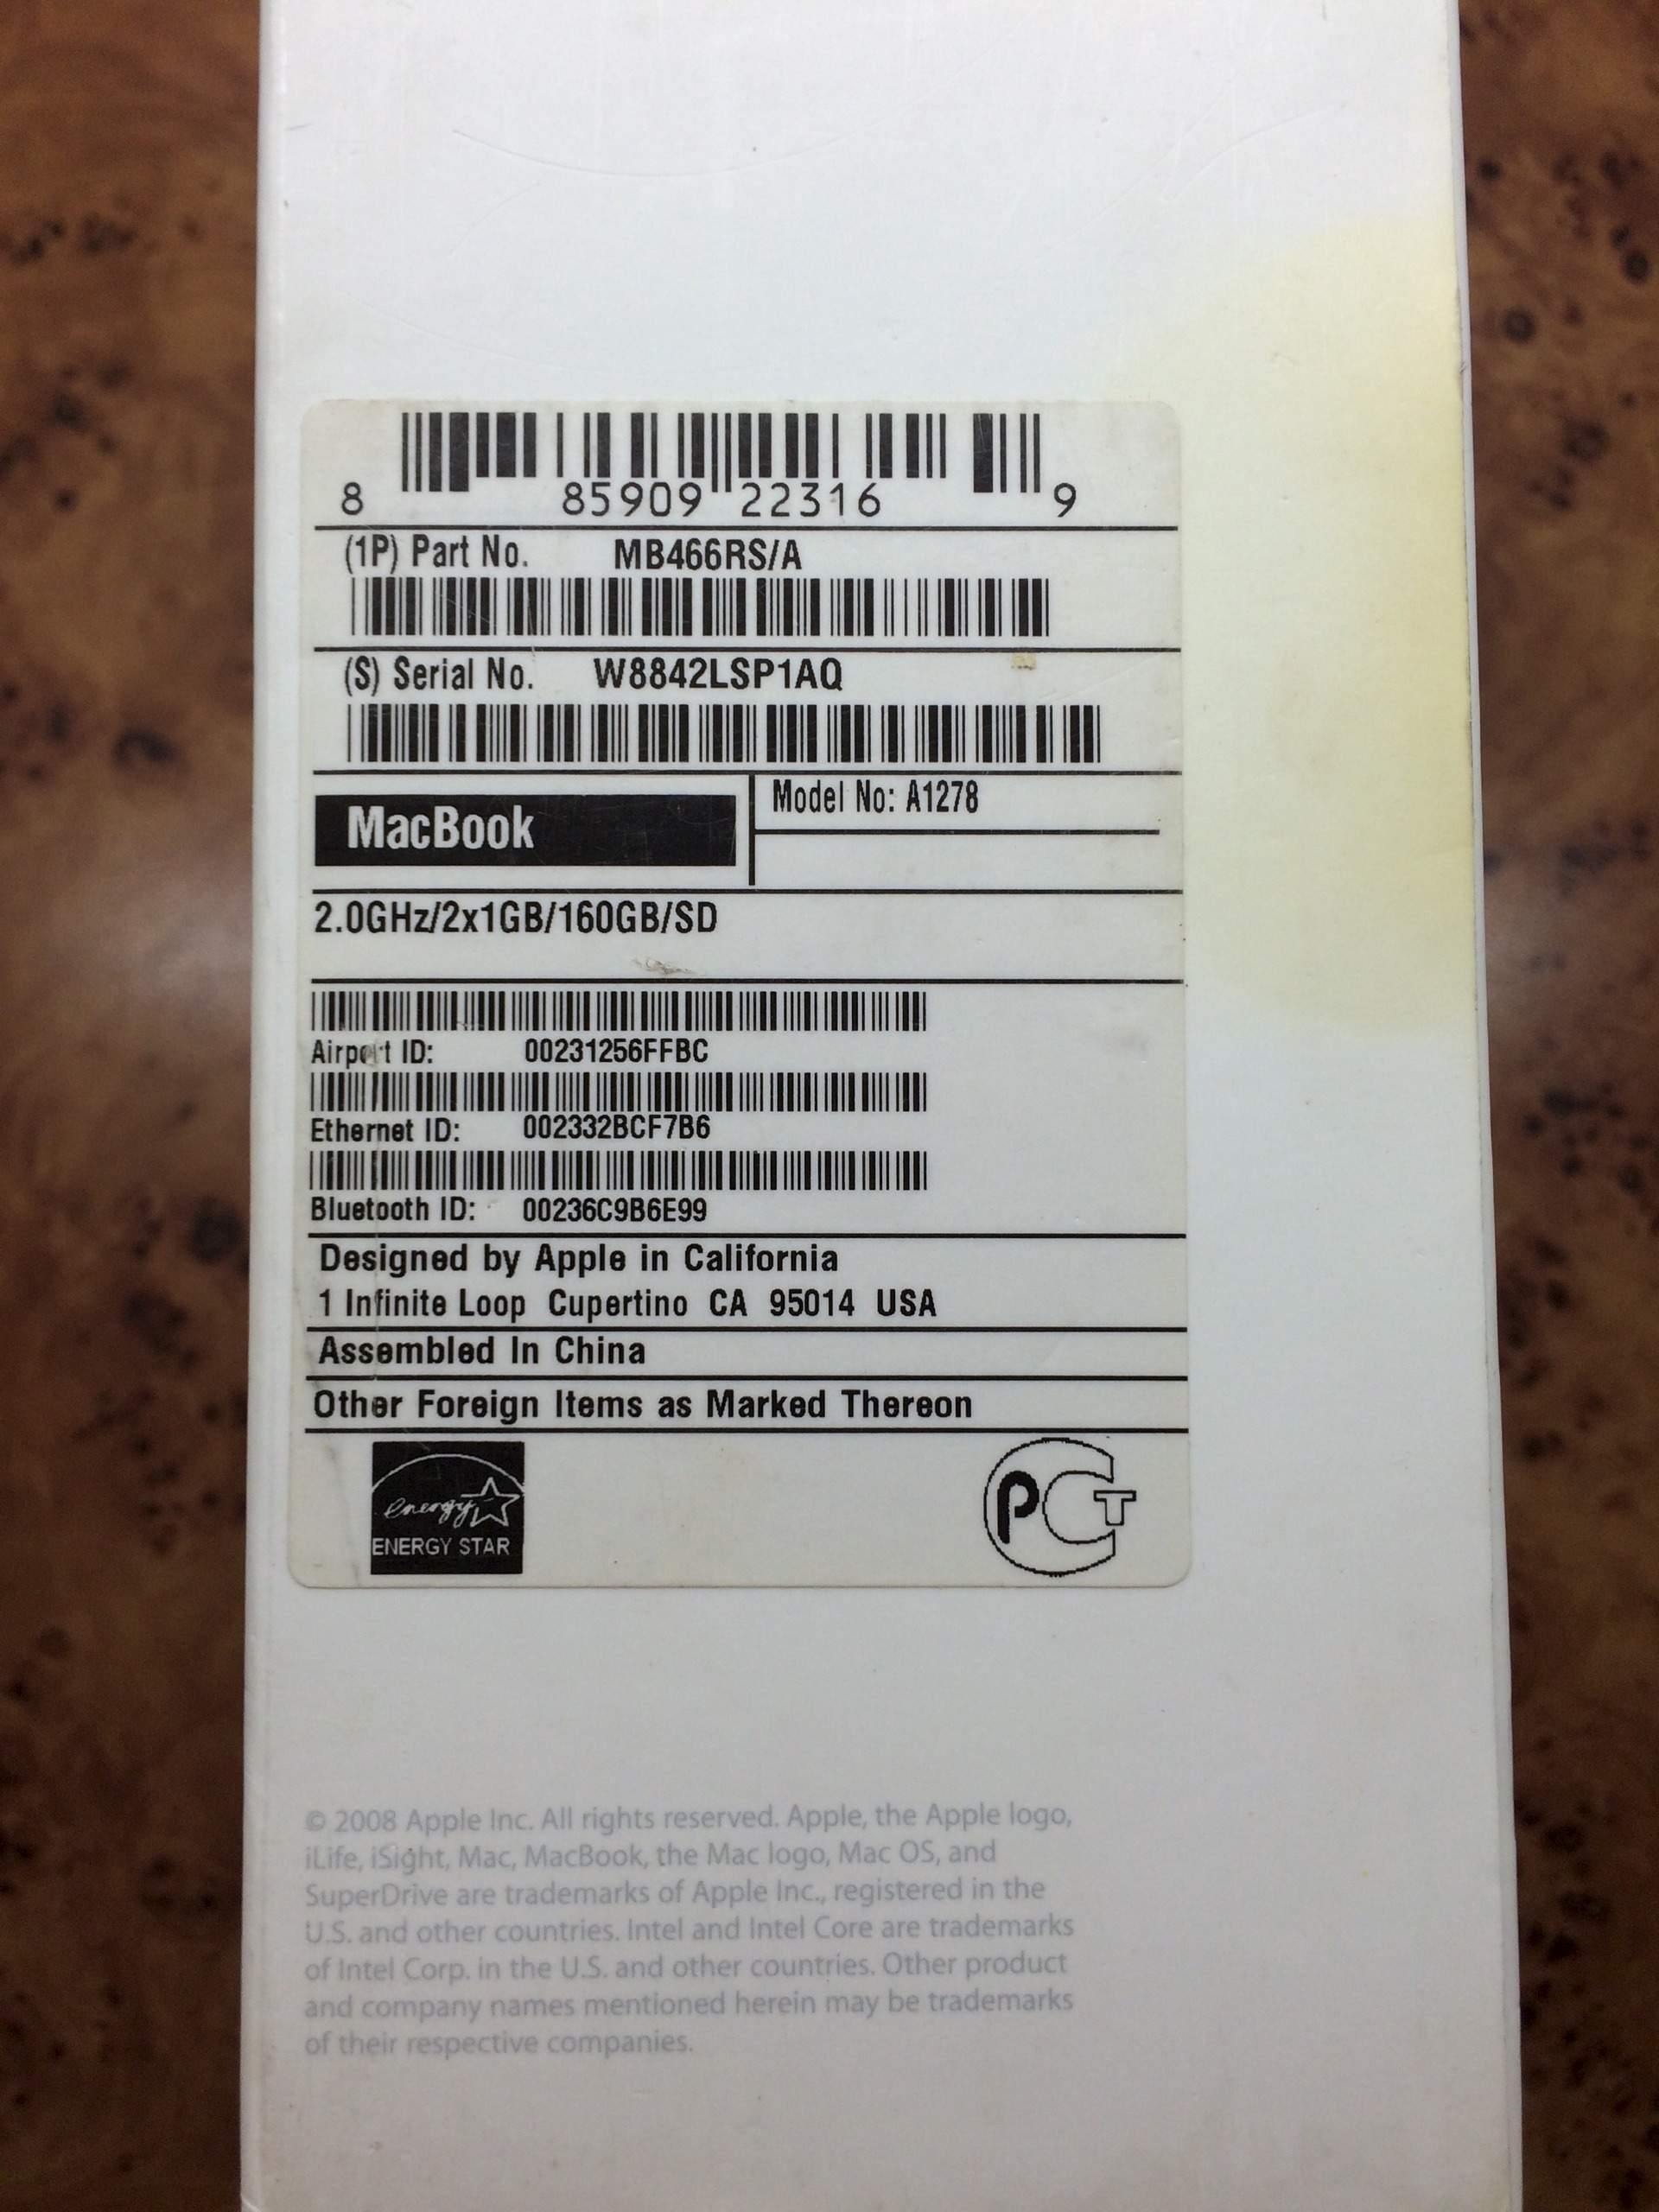 8 85909 22316 9
(1P) Part No. MB466RS/A
(S) Serial No. W8842LSP1AQ
MacBook
Model No: A1278
2.0GHz/2x1GB/160GB/SD
Airport ID: 00231256FFBC
Ethernet ID: 002332BCF7B6
Bluetooth ID: 00236C9B6E99
Designed by Apple in California
1 Infinite Loop Cupertino CA 95014 USA
Assembled In China
Other Foreign Items as Marked Thereon
energy
ENERGY STAR
PCT
© 2008 Apple Inc. All rights reserved. Apple, the Apple logo,
iLife, iSight, Mac, MacBook, the Mac logo, Mac OS, and
SuperDrive are trademarks of Apple Inc., registered in the
U.S. and other countries. Intel and Intel Core are trademarks
of Intel Corp. in the U.S. and other countries. Other product
and company names mentioned herein may be trademarks
of their respective companies.